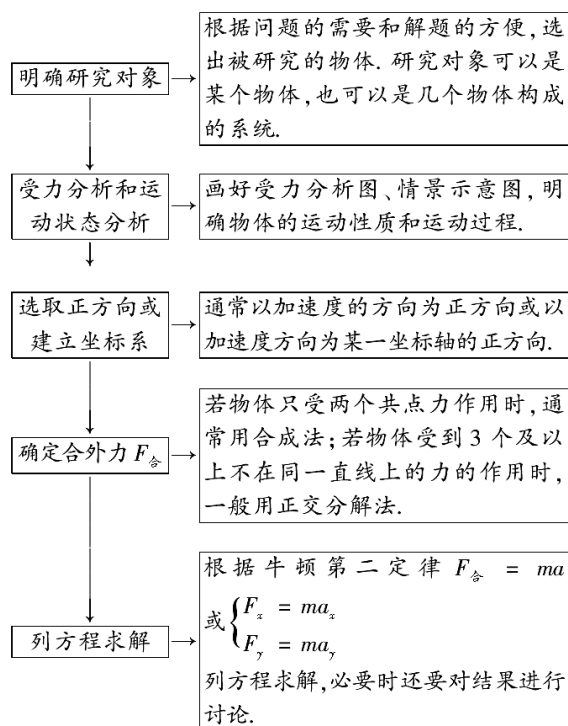 明确研究对象
根据问题的需要和解题的方便,选
出被研究的物体. 研究对象可以是
某个物体,也可以是几个物体构成
的系统.
受力分析和运
动状态分析
画好受力分析图、情景示意图,明
确物体的运动性质和运动过程.
选取正方向或
建立坐标系
通常以加速度的方向为正方向或以
加速度方向为某一坐标轴的正方向.
确定合外力 F合
若物体只受两个共点力作用时,通
常用合成法;若物体受到 3 个及以
上不在同一直线上的力的作用时,
一般用正交分解法.
列方程求解
根据牛顿第二定律 F合 = ma
或{Fx = max
Fy = may
列方程求解,必要时还要对结果进行
讨论.